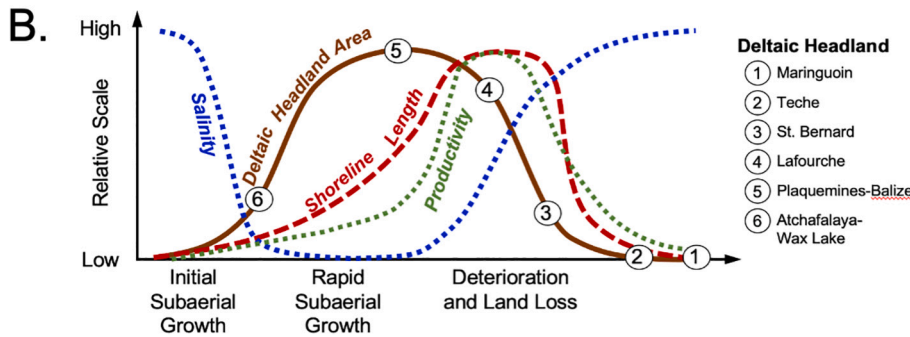 B.
High
Relative Scale
Low
Salinity
Deltaic Headland Area
Shoreline Length
Productivity
6
5
4
3
2
1
Initial
Subaerial
Growth
Rapid
Subaerial
Growth
Deterioration
and Land Loss
Deltaic Headland
1 Maringuoin
2 Teche
3 St. Bernard
4 Lafourche
5 Plaquemines-Balize
6 Atchafalaya-
Wax Lake